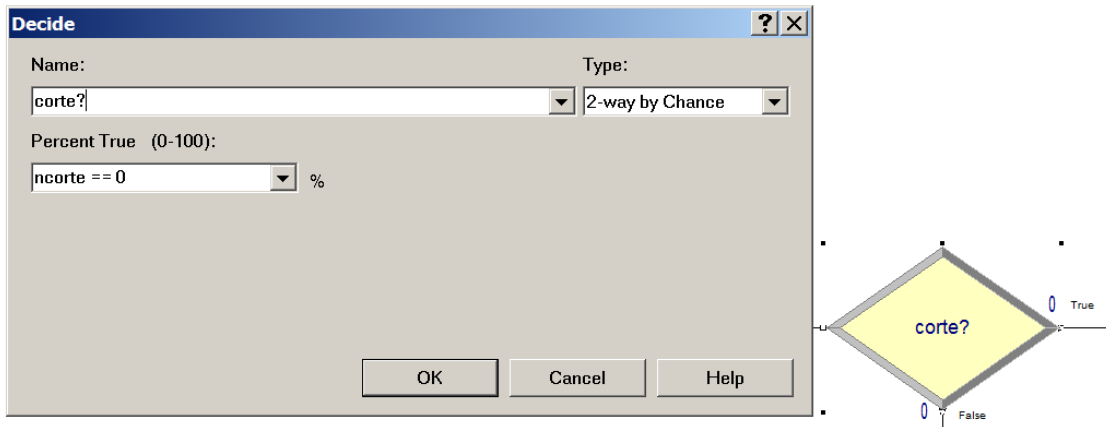 Decide
Name: Type:
corte? 2-way by Chance
Percent True (0-100):
ncorte == 0 %
OK Cancel Help
0 True
corte?
0 False